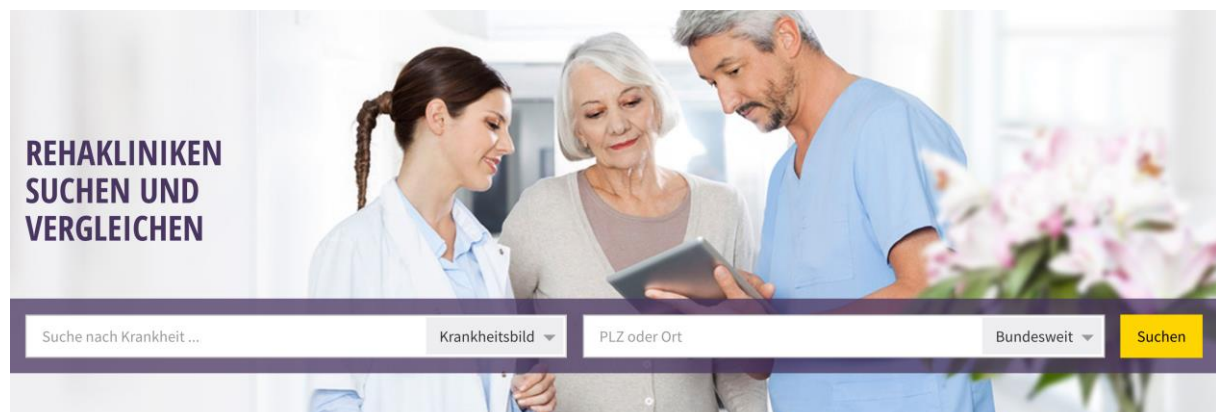 REHAKLINIKEN
SUCHEN UND
VERGLEICHEN
Suche nach Krankheit ... Krankheitsbild PLZ oder Ort Bundesweit Suchen